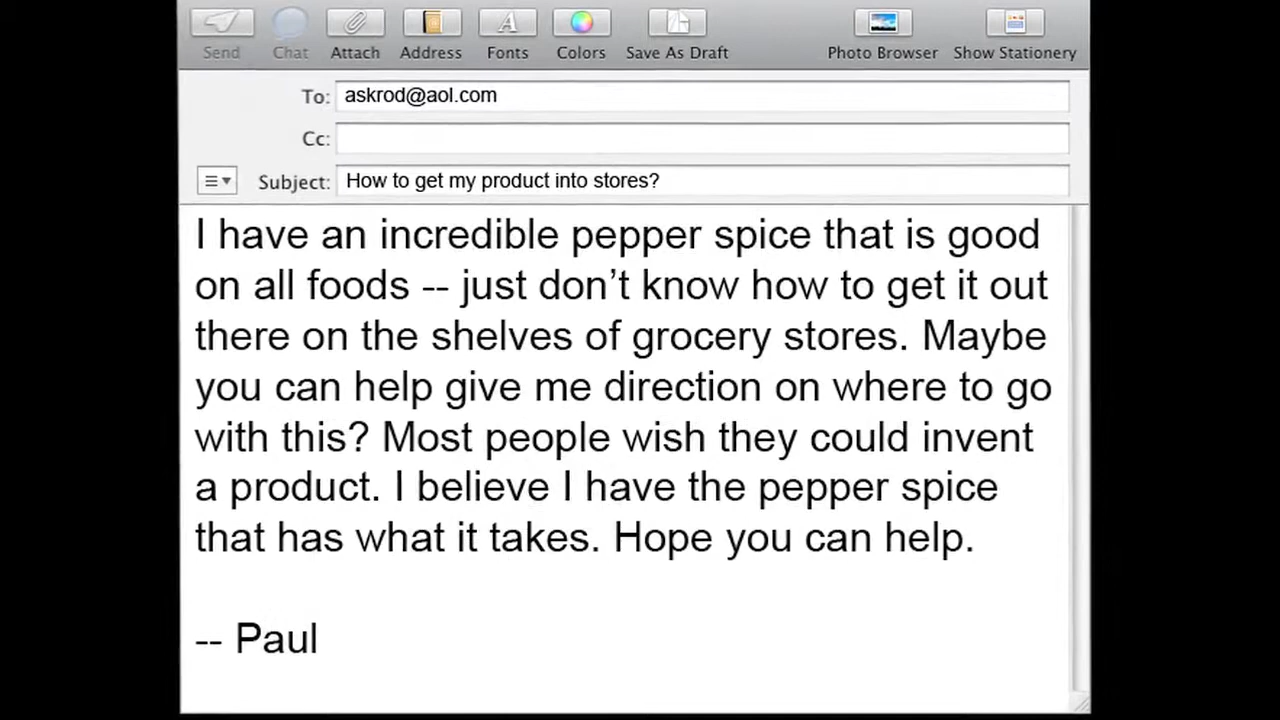 Send Chat Attach Address Fonts Colors Save As Draft Photo Browser Show Stationery
To: askrod@aol.com
Cc:
Subject: How to get my product into stores?
I have an incredible pepper spice that is good
on all foods -- just don’t know how to get it out
there on the shelves of grocery stores. Maybe
you can help give me direction on where to go
with this? Most people wish they could invent
a product. I believe I have the pepper spice
that has what it takes. Hope you can help.
-- Paul